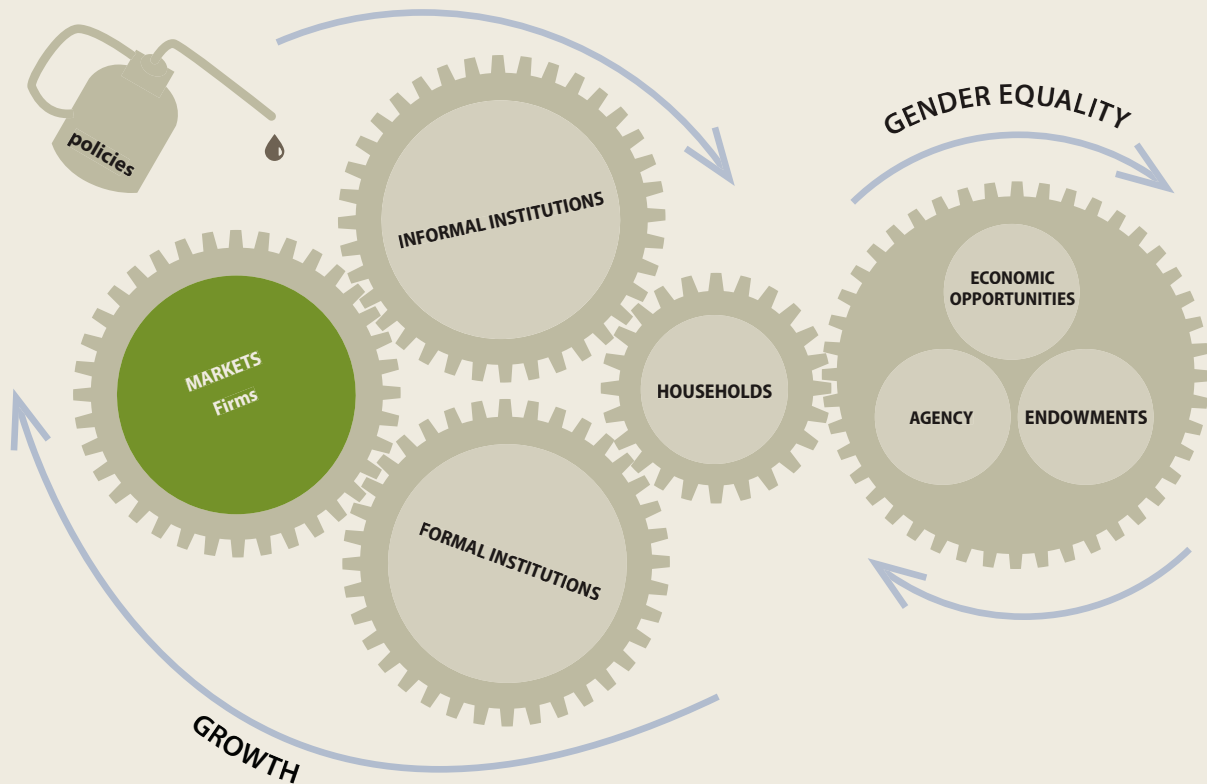 policies
GENDER EQUALITY
INFORMAL INSTITUTIONS
ECONOMIC
OPPORTUNITIES
MARKETS
Firms
HOUSEHOLDS
AGENCY
ENDOWMENTS
FORMAL INSTITUTIONS
GROWTH